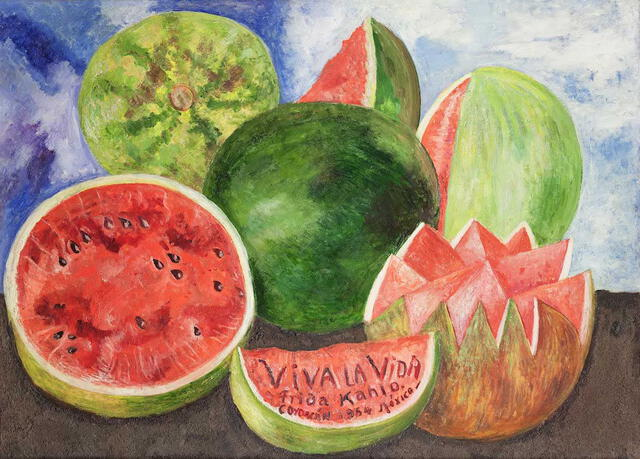 VIVA LA VIDA
Frida Kahlo.
Coyoacán 1954 México-